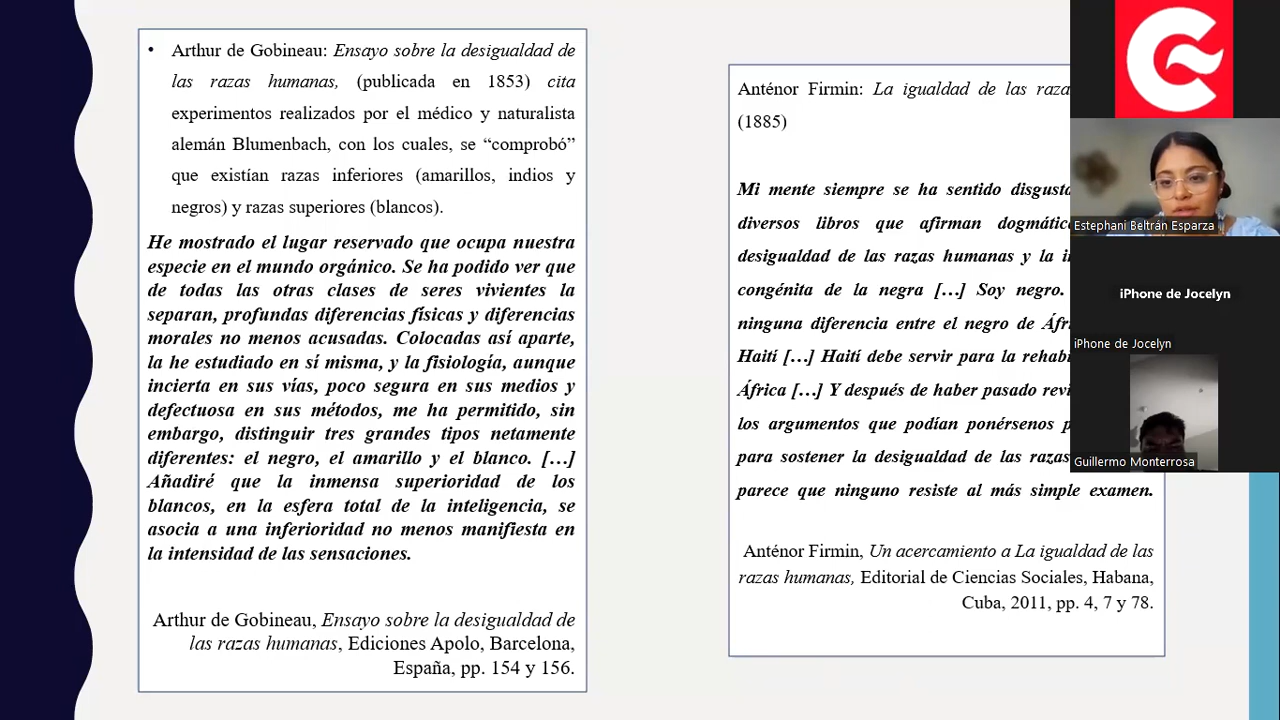 • Arthur de Gobineau: Ensayo sobre la desigualdad de
las razas humanas, (publicada en 1853) cita
experimentos realizados por el médico y naturalista
alemán Blumenbach, con los cuales, se “comprobó”
que existían razas inferiores (amarillos, indios y
negros) y razas superiores (blancos).
He mostrado el lugar reservado que ocupa nuestra
especie en el mundo orgánico. Se ha podido ver que
de todas las otras clases de seres vivientes la
separan, profundas diferencias físicas y diferencias
morales no menos acusadas. Colocadas así aparte,
la he estudiado en sí misma, y la fisiología, aunque
incierta en sus vías, poco segura en sus medios y
defectuosa en sus métodos, me ha permitido, sin
embargo, distinguir tres grandes tipos netamente
diferentes: el negro, el amarillo y el blanco. […]
Añadiré que la inmensa superioridad de los
blancos, en la esfera total de la inteligencia, se
asocia a una inferioridad no menos manifiesta en
la intensidad de las sensaciones.
Arthur de Gobineau, Ensayo sobre la desigualdad de
las razas humanas, Ediciones Apolo, Barcelona,
España, pp. 154 y 156.
Anténor Firmin: La igualdad de las
(1885)
Mi mente siempre se ha sentido
diversos libros que afirman
desigualdad de las razas humanas y la
congénita de la negra […] Soy negro.
ninguna diferencia entre el negro de
Haití […] Haití debe servir para la
África […] Y después de haber pasado
los argumentos que podían ponérsenos
para sostener la desigualdad de las razas
parece que ninguno resiste al más simple examen.
Anténor Firmin, Un acercamiento a La igualdad de las
razas humanas, Editorial de Ciencias Sociales, Habana,
Cuba, 2011, pp. 4, 7 y 78.
Estephani Beltrán Esparza
iPhone de Jocelyn
iPhone de Jocelyn
Guillermo Monterrosa